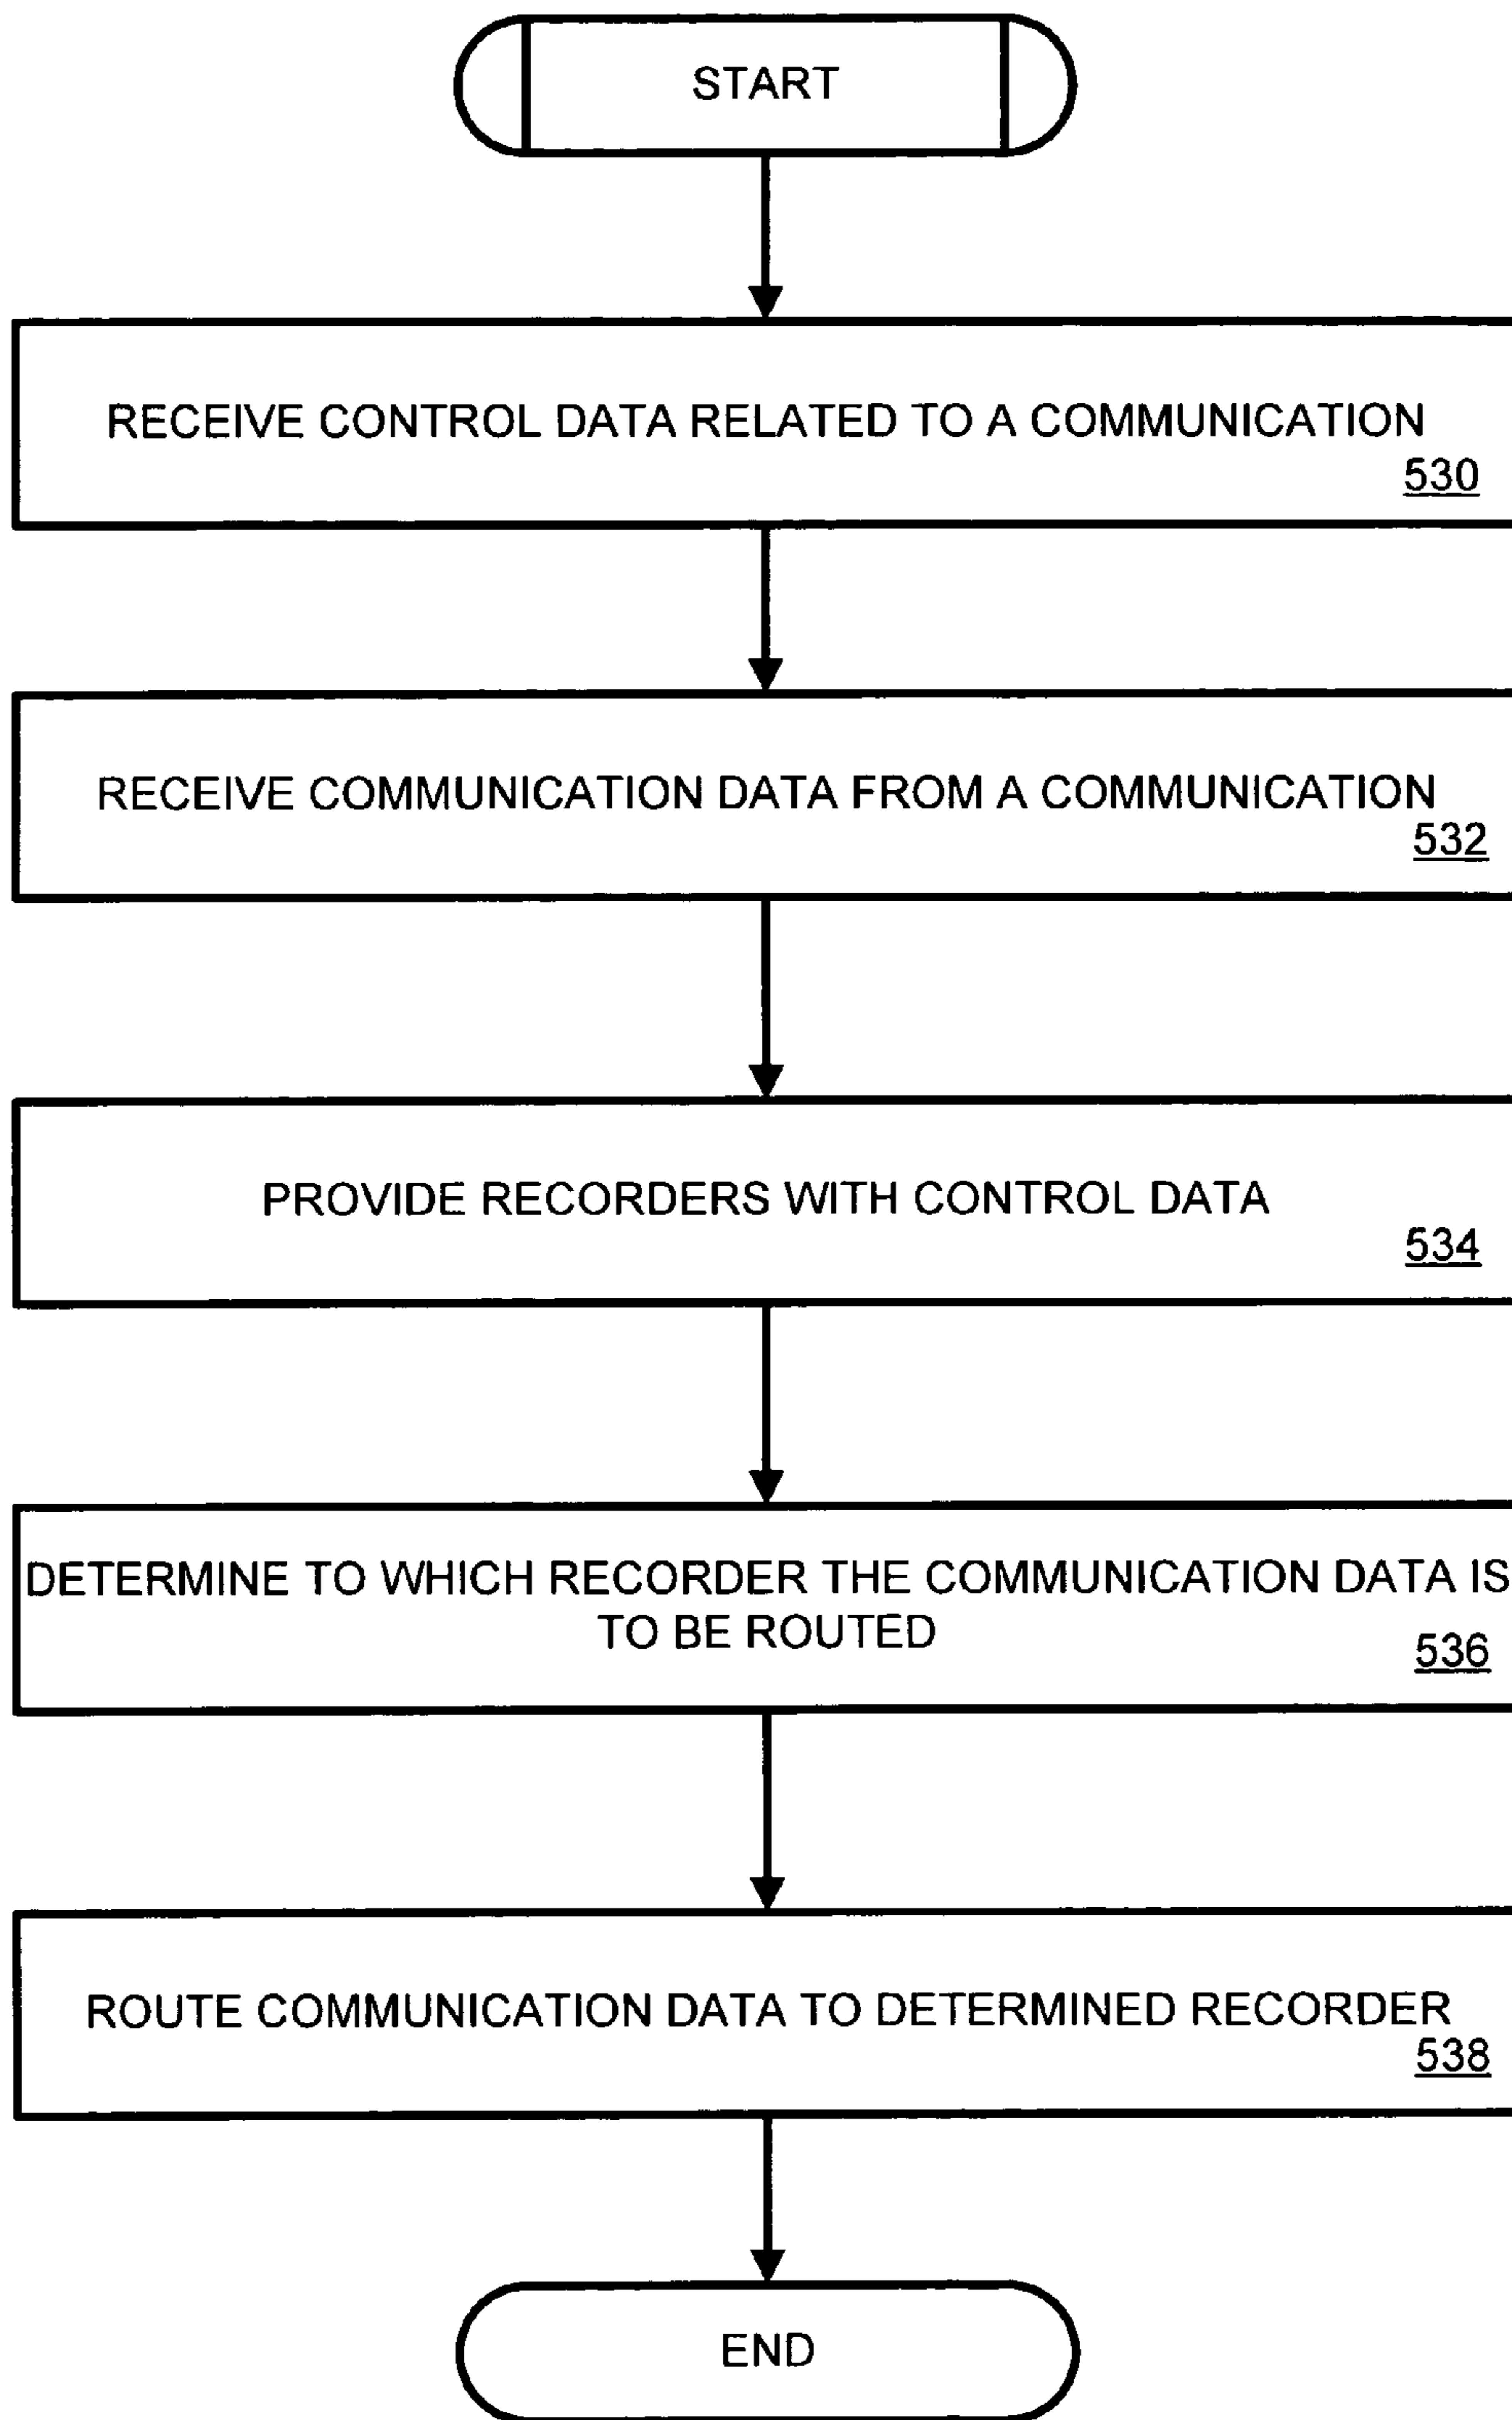 START
RECEIVE CONTROL DATA RELATED TO A COMMUNICATION
530
RECEIVE COMMUNICATION DATA FROM A COMMUNICATION
532
PROVIDE RECORDERS WITH CONTROL DATA
534
DETERMINE TO WHICH RECORDER THE COMMUNICATION DATA IS
TO BE ROUTED
536
ROUTE COMMUNICATION DATA TO DETERMINED RECORDER
538
END